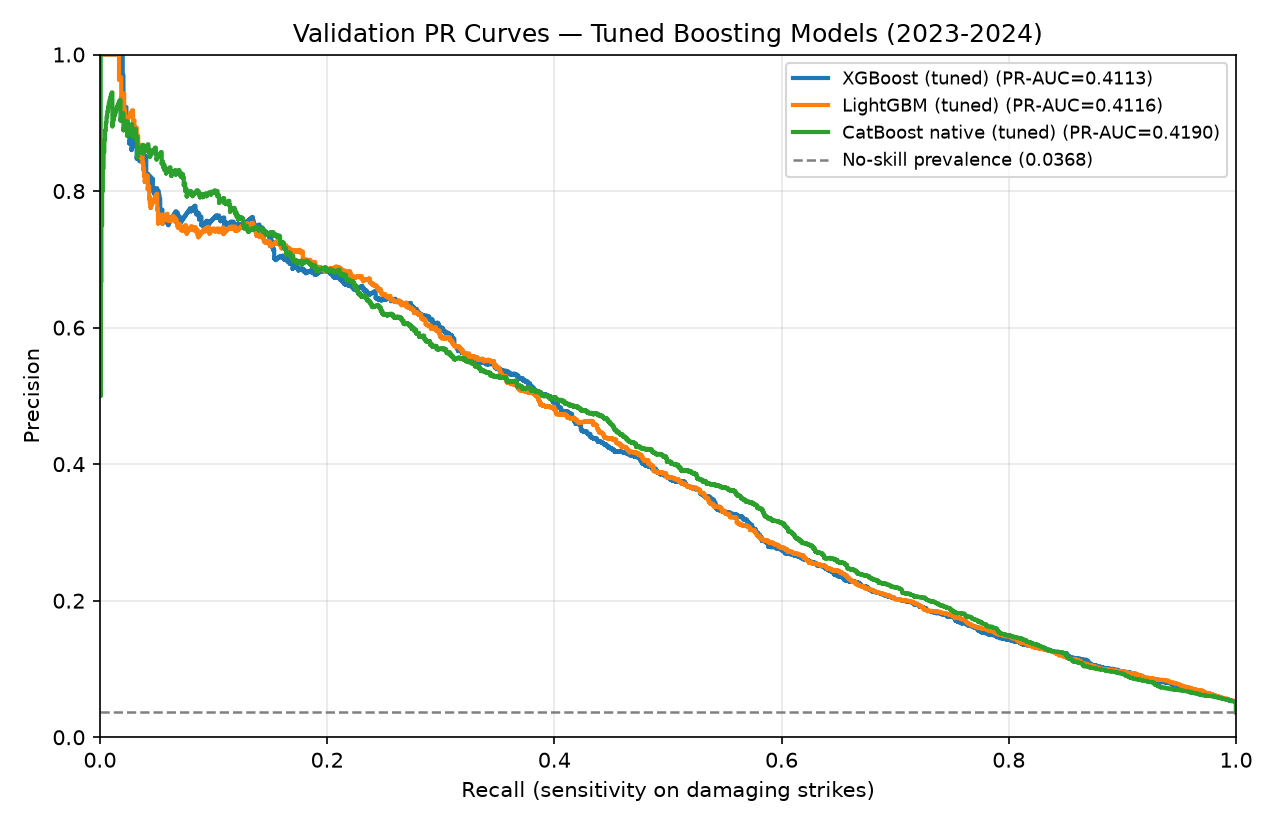 Validation PR Curves — Tuned Boosting Models (2023-2024)
XGBoost (tuned) (PR-AUC=0.4113)
LightGBM (tuned) (PR-AUC=0.4116)
CatBoost native (tuned) (PR-AUC=0.4190)
No-skill prevalence (0.0368)
Precision
1.0
0.8
0.6
0.4
0.2
0.0
0.0 0.2 0.4 0.6 0.8 1.0
Recall (sensitivity on damaging strikes)